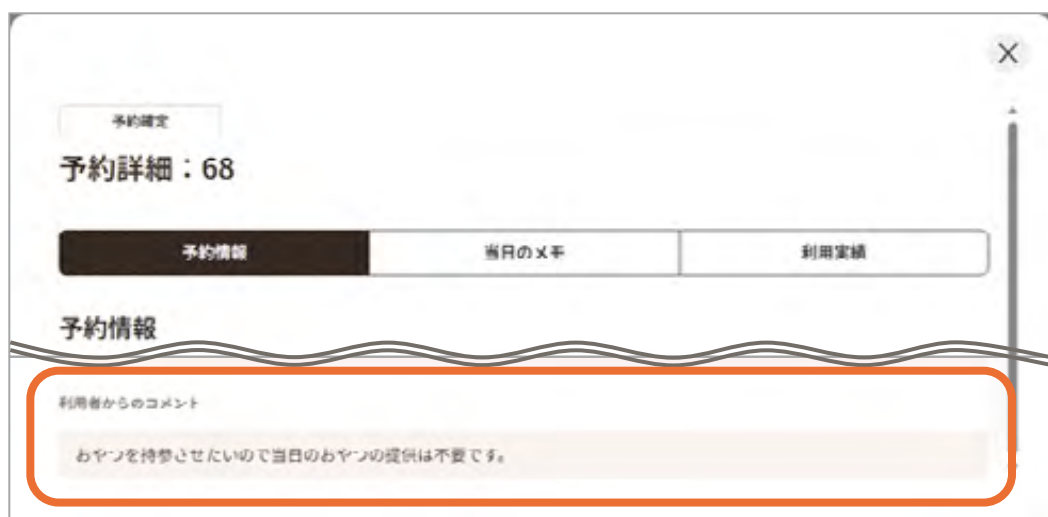 予約確定
予約詳細：68
予約情報
当日のメモ
利用実績
予約情報
利用者からのコメント
おやつを持参させたいので当日のおやつの提供は不要です。